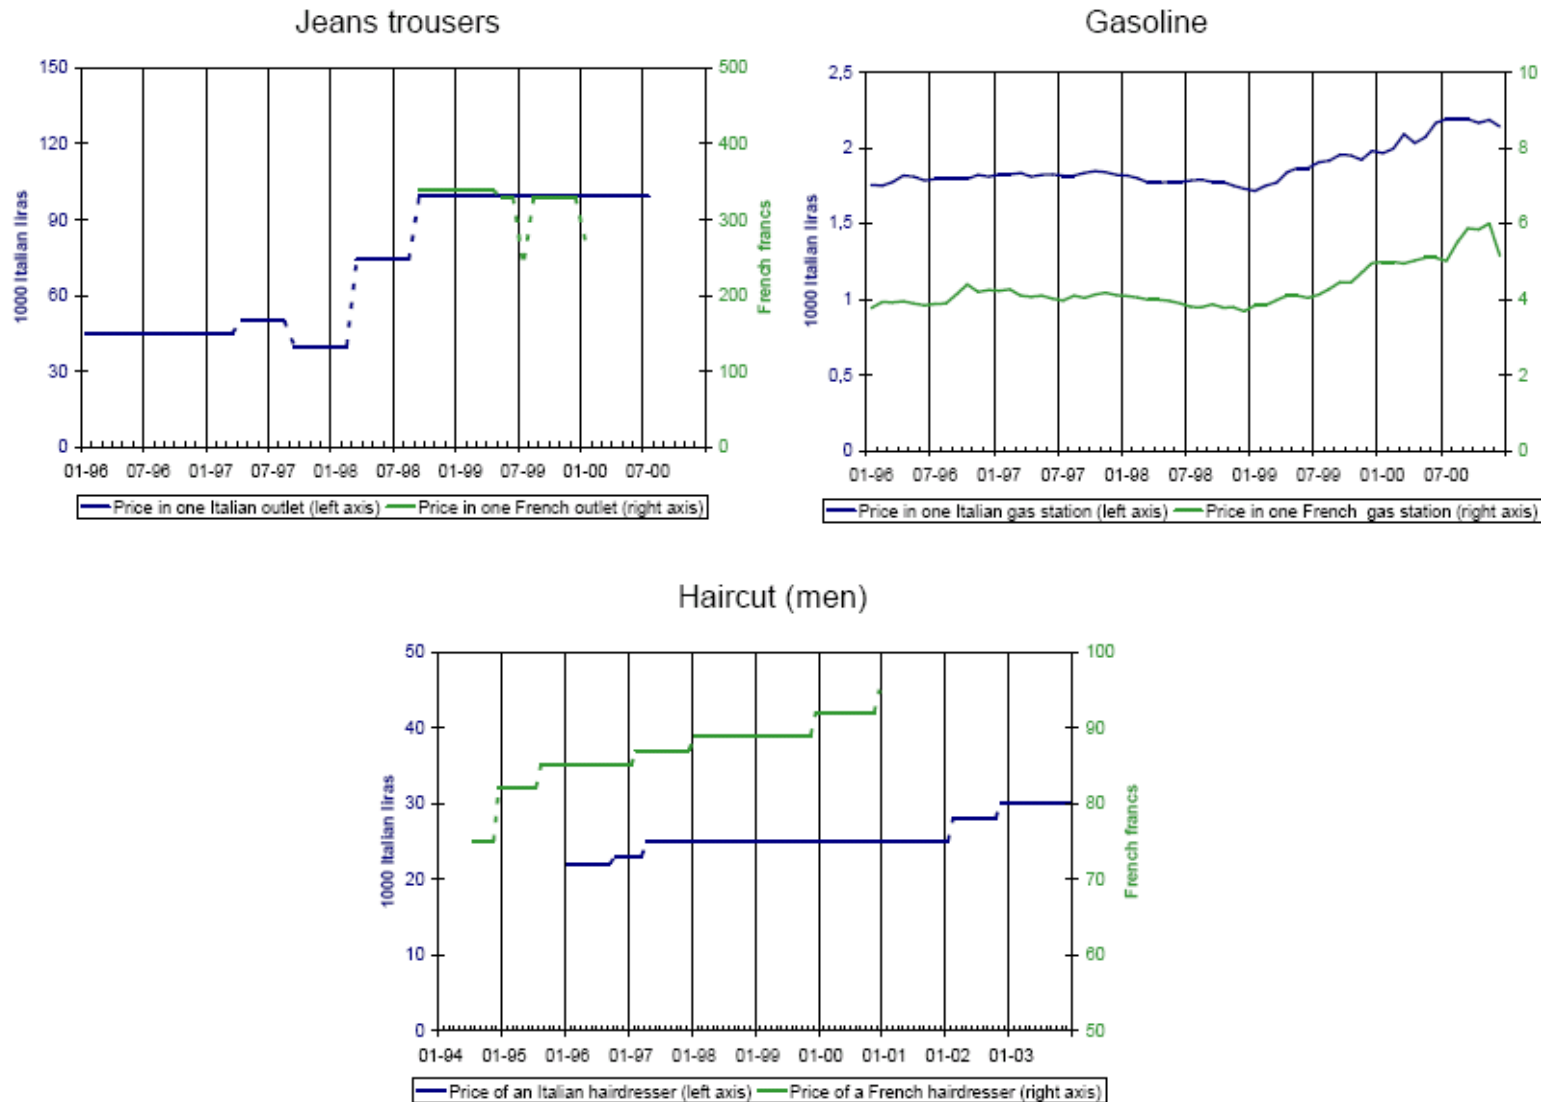 Jeans trousers
150
120
90
60
30
0
1000 Italian liras
500
400
300
200
100
0
French francs
01-96 07-96 01-97 07-97 01-98 07-98 01-99 07-99 01-00 07-00
Price in one Italian outlet (left axis) Price in one French outlet (right axis)
Gasoline
2,5
2
1,5
1
0,5
0
1000 Italian liras
10
8
6
4
2
0
01-96 07-96 01-97 07-97 01-98 07-98 01-99 07-99 01-00 07-00
Price in one Italian gas station (left axis) Price in one French gas station (right axis)
Haircut (men)
50
40
30
20
10
0
1000 Italian liras
100
90
80
70
60
50
French francs
01-94 01-95 01-96 01-97 01-98 01-99 01-00 01-01 01-02 01-03
Price of an Italian hairdresser (left axis) Price of a French hairdresser (right axis)